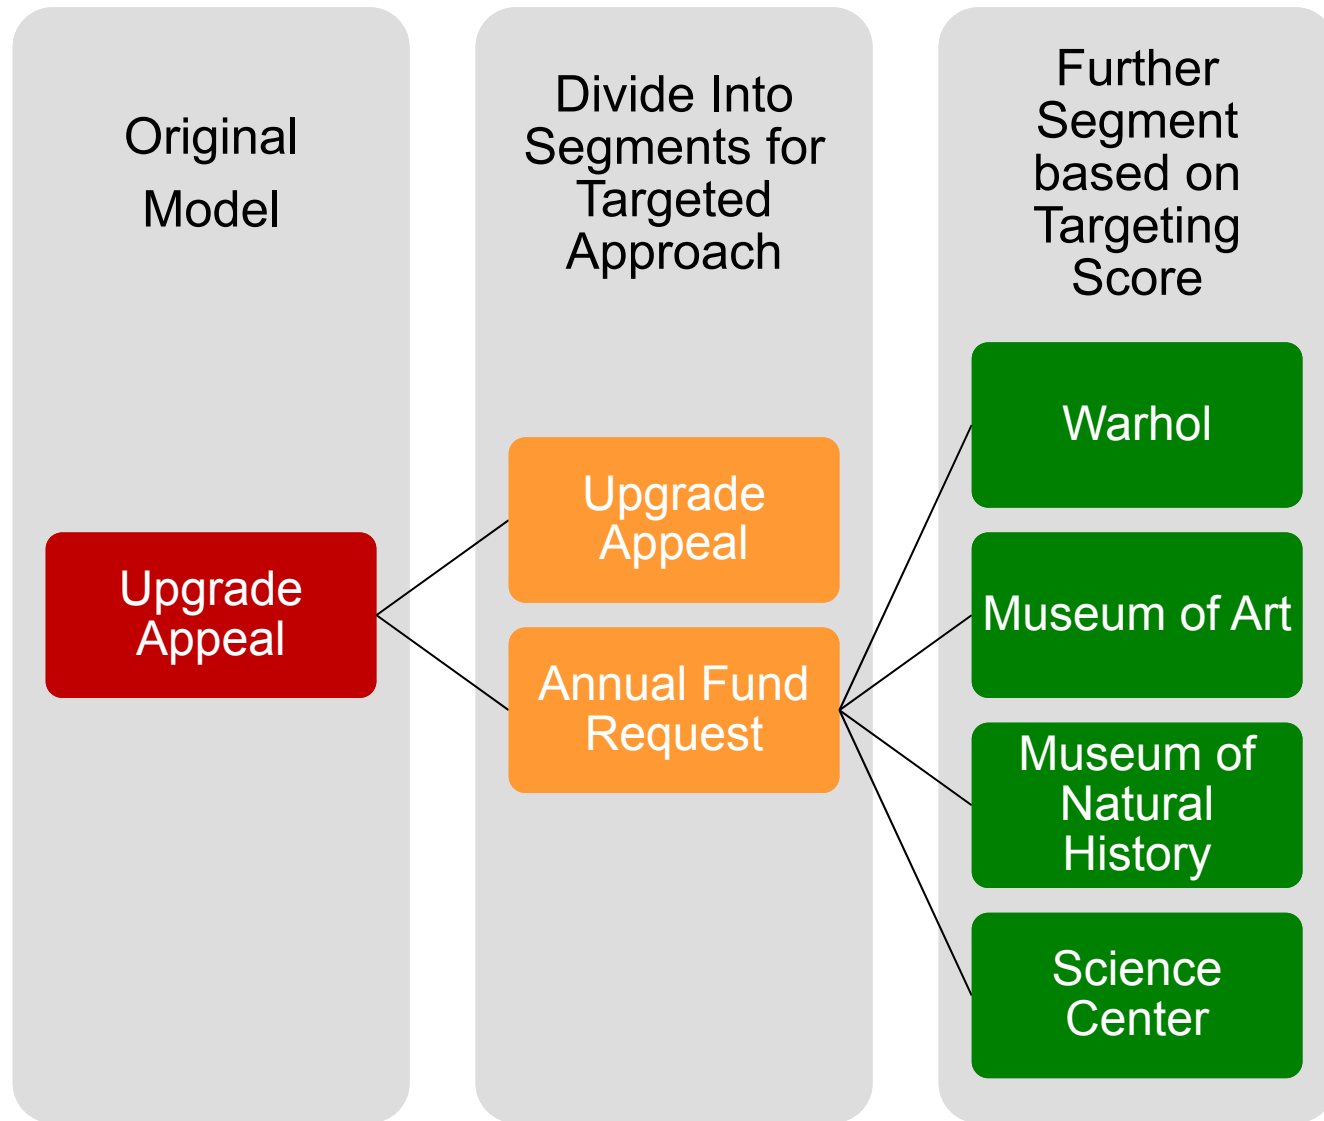 Original
Model
Upgrade
Appeal
Divide Into
Segments for
Targeted
Approach
Upgrade
Appeal
Annual Fund
Request
Further
Segment
based on
Targeting
Score
Warhol
Museum of Art
Museum of
Natural
History
Science
Center